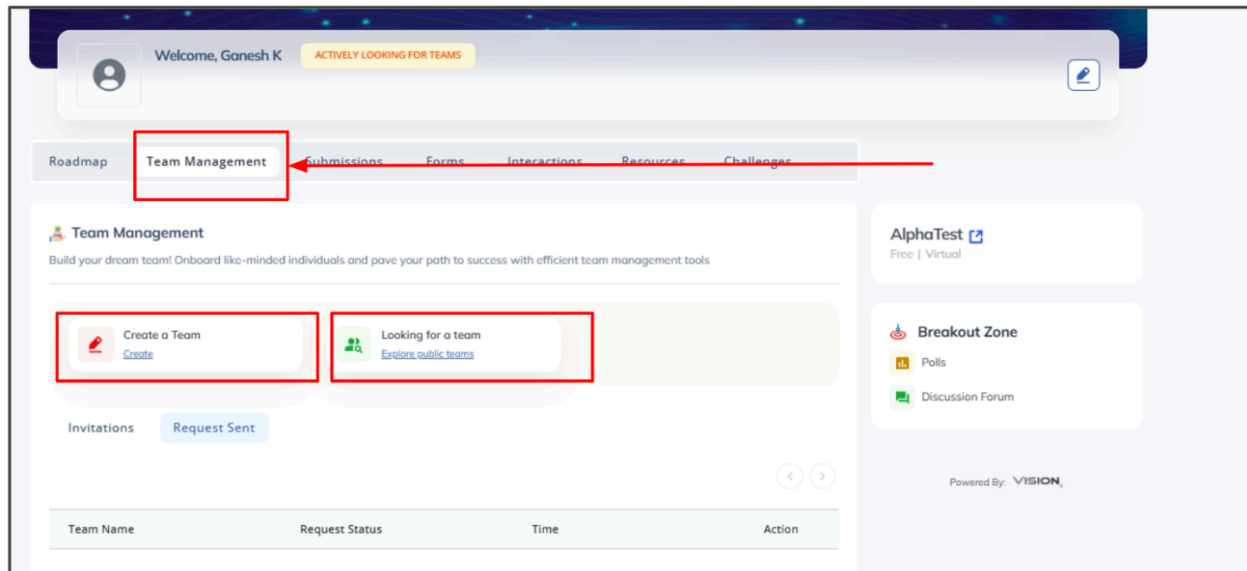 Welcome, Ganesh K
ACTIVELY LOOKING FOR TEAMS
Roadmap Team Management Submissions Forms Interactions Resources Challenges
Team Management
Build your dream team! Onboard like-minded individuals and pave your path to success with efficient team management tools
Create a Team
Create
Looking for a team
Explore public teams
Invitations Request Sent
Team Name Request Status Time Action
AlphaTest
Free | Virtual
Breakout Zone
Polls
Discussion Forum
Powered By: VISION